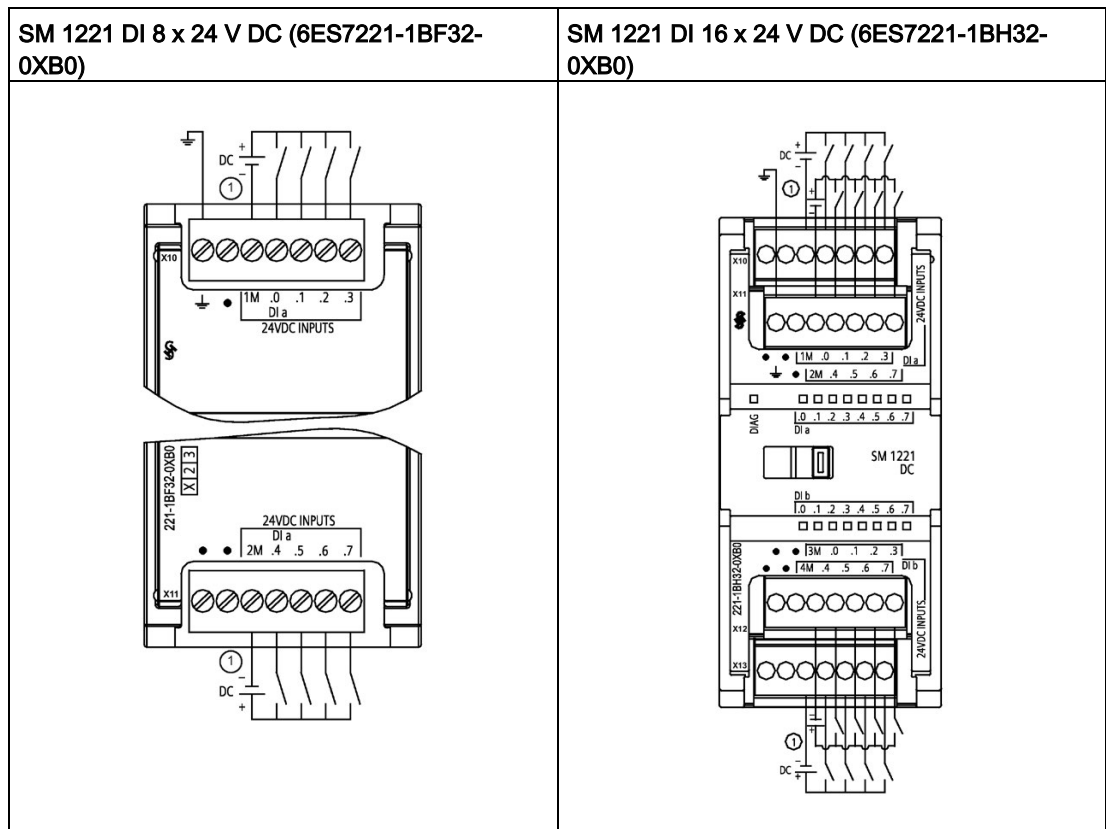 SM 1221 DI 8 x 24 V DC (6ES7221-1BF32-
0XB0)
SM 1221 DI 16 x 24 V DC (6ES7221-1BH32-
0XB0)
+
DC
-
1
X10
1M .0 .1 .2 .3
DI a
24VDC INPUTS
221-1BF32-0XB0
X 2 3
24VDC INPUTS
DI a
2M .4 .5 .6 .7
X11
1
-
DC
+
+
DC
-
1
+
-
X10
X11
24VDC INPUTS
1M .0 .1 .2 .3 DI a
2M .4 .5 .6 .7
DIAG
.0 .1 .2 .3 .4 .5 .6 .7
DI a
SM 1221
DC
DI b
.0 .1 .2 .3 .4 .5 .6 .7
3M .0 .1 .2 .3
DI b
4M .4 .5 .6 .7
221-1BH32-0XB0
24VDC INPUTS
X12
X13
-
+
1
-
DC
+